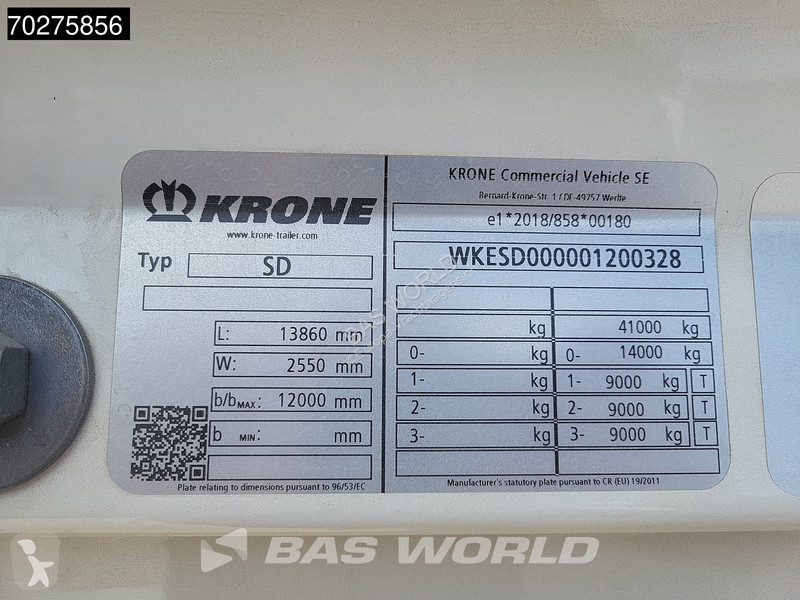 70275856
KRONE
www.krone-trailer.com
Typ SD
L: 13860 mm
W: 2550 mm
b/b MAX: 12000 mm
b MIN: mm
Plate relating to dimensions pursuant to 96/53/EC
KRONE Commercial Vehicle SE
Bernard-Krone-Str. 1 / DE-49757 Werlte
e1*2018/858*00180
WKESD000001200328
kg 41000 kg
0- kg 0- 14000 kg
1- kg 1- 9000 kg T
2- kg 2- 9000 kg T
3- kg 3- 9000 kg T
Manufacturer's statutory plate pursuant to CR (EU) 19/2011
BAS WORLD
BAS WORLD